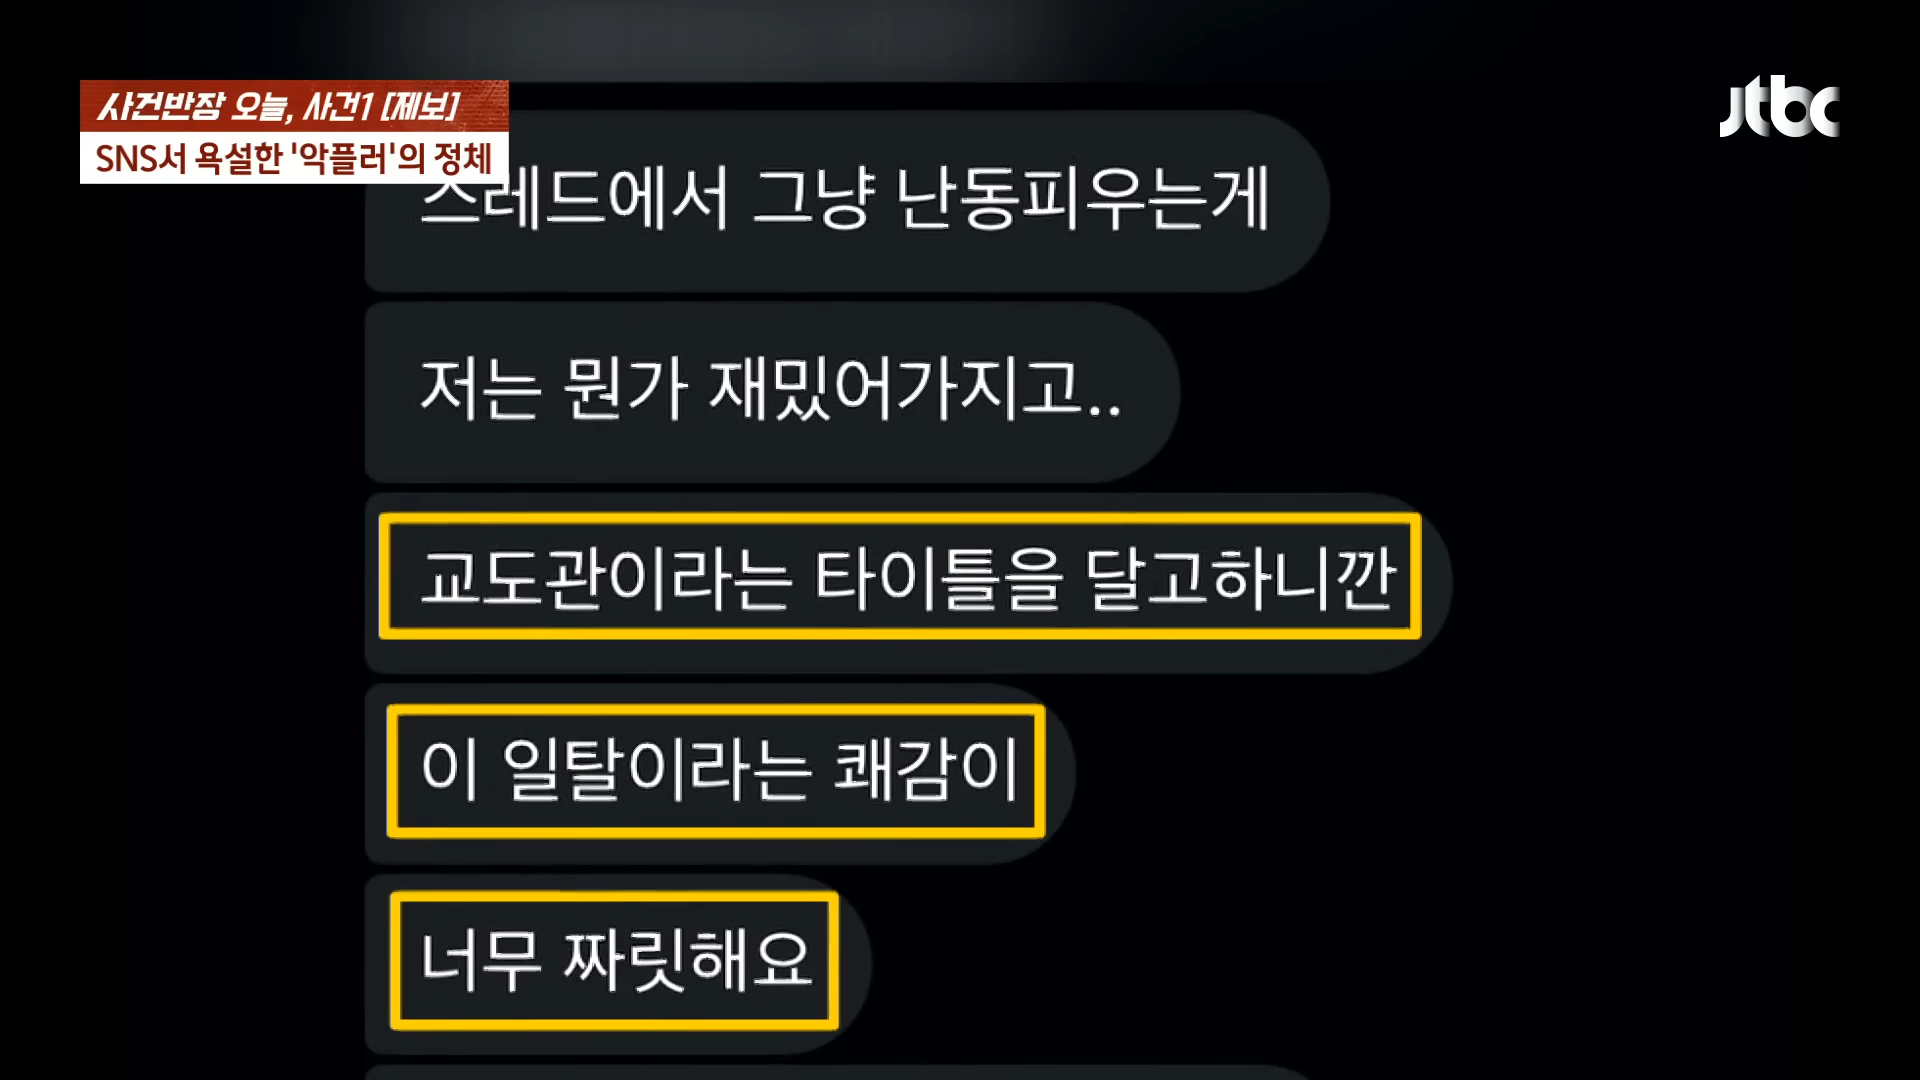 사건반장 오늘, 사건1 [제보]
SNS서 욕설한 '악플러'의 정체
jtbc
스레드에서 그냥 난동피우는게
저는 뭔가 재밌어가지고..
교도관이라는 타이틀을 달고하니깐
이 일탈이라는 쾌감이
너무 짜릿해요